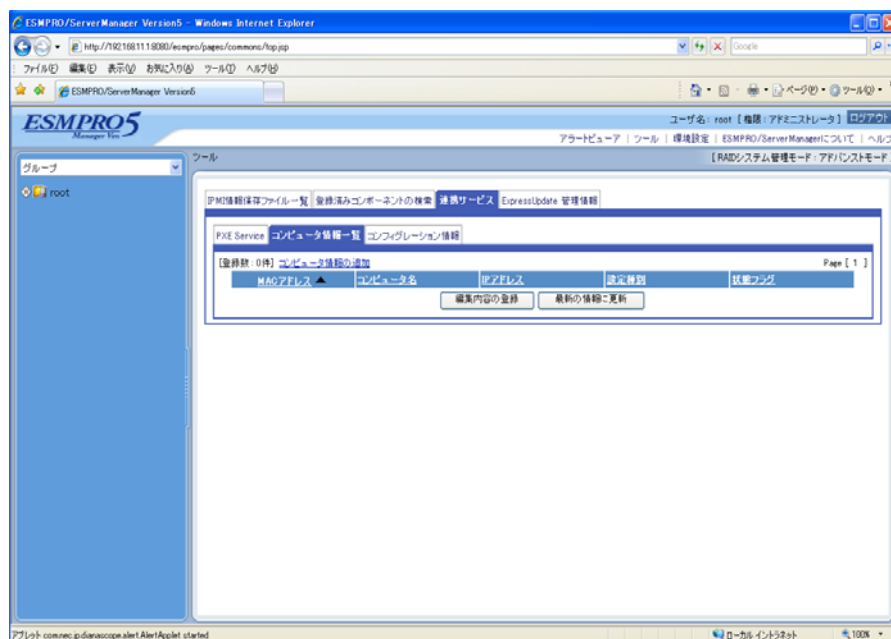 ESMPRO/ServerManager Version5 - Windows Internet Explorer
http://192.168.11.1:8080/esmpro/pages/commons/top.jsp
Google
ファイル(F) 編集(E) 表示(V) お気に入り(A) ツール(T) ヘルプ(H)
ESMPRO/ServerManager Version5
ページ(P) ツール(O)
ESMPRO5
Manager Ver.
ユーザ名: root [権限:アドミニストレータ] ログアウト
アラートビューア | ツール | 環境設定 | ESMPRO/ServerManagerについて | ヘルプ
グループ
ツール
[RAIDシステム管理モード:アドバンストモード
root
IPMI情報保存ファイル一覧 登録済みコンポーネントの検索 連携サービス ExpressUpdate 管理情報
PXE Service コンピュータ情報一覧 コンフィグレーション情報
[登録数:0件] コンピュータ情報の追加
Page [ 1 ]
MACアドレス▲ コンピュータ名 IPアドレス 設定種別 状態フラグ
編集内容の登録 最新の情報に更新
アプレット com.nec.jp.dianascope.alert.AlertApplet started
ローカル イントラネット
100%